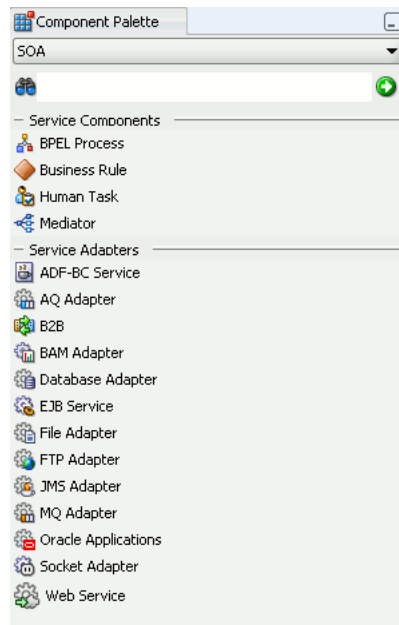 Component Palette
SOA
Service Components
BPEL Process
Business Rule
Human Task
Mediator
Service Adapters
ADF-BC Service
AQ Adapter
B2B
BAM Adapter
Database Adapter
EJB Service
File Adapter
FTP Adapter
JMS Adapter
MQ Adapter
Oracle Applications
Socket Adapter
Web Service